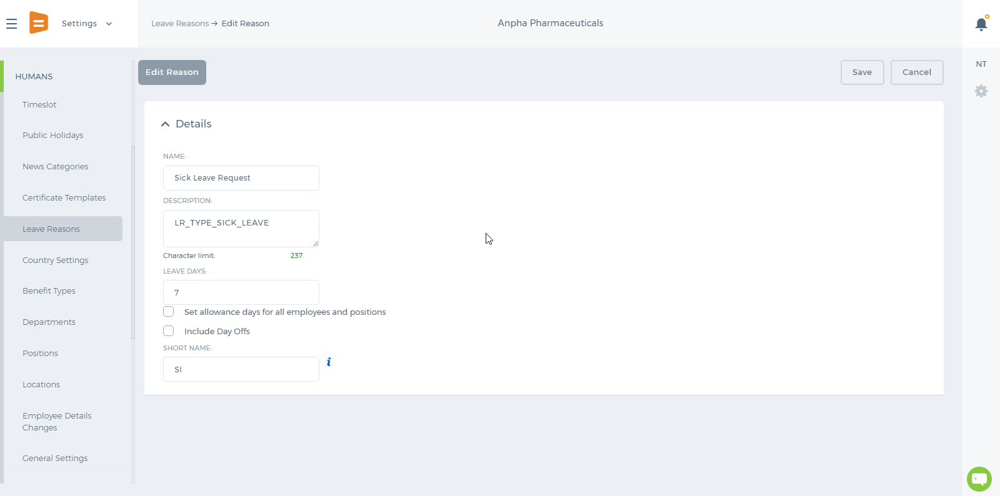 Settings
Leave Reasons → Edit Reason
Anpha Pharmaceuticals
NT
HUMANS
Timeslot
Public Holidays
News Categories
Certificate Templates
Leave Reasons
Country Settings
Benefit Types
Departments
Positions
Locations
Employee Details
Changes
General Settings
Edit Reason
Save
Cancel
Details
NAME:
Sick Leave Request
DESCRIPTION:
LR_TYPE_SICK_LEAVE
Character limit: 237
LEAVE DAYS:
7
Set allowance days for all employees and positions
Include Day Offs
SHORT NAME:
SI
i